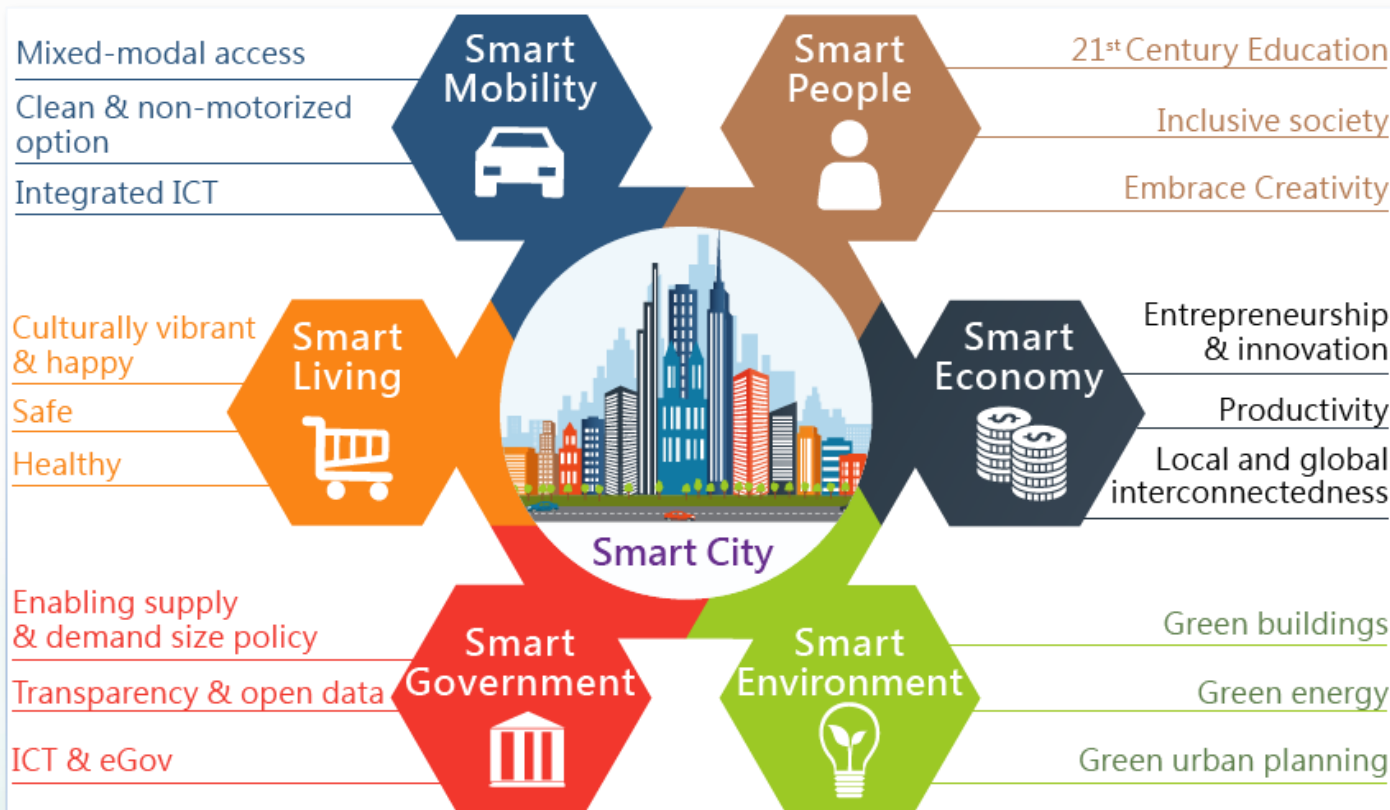 Mixed-modal access
Clean & non-motorized
option
Integrated ICT
Smart
Mobility
Smart
People
21st Century Education
Inclusive society
Embrace Creativity
Culturally vibrant
& happy
Safe
Healthy
Smart
Living
Smart
Economy
Entrepreneurship
& innovation
Productivity
Local and global
interconnectedness
Smart City
Enabling supply
& demand size policy
Transparency & open data
ICT & eGov
Smart
Government
Smart
Environment
Green buildings
Green energy
Green urban planning